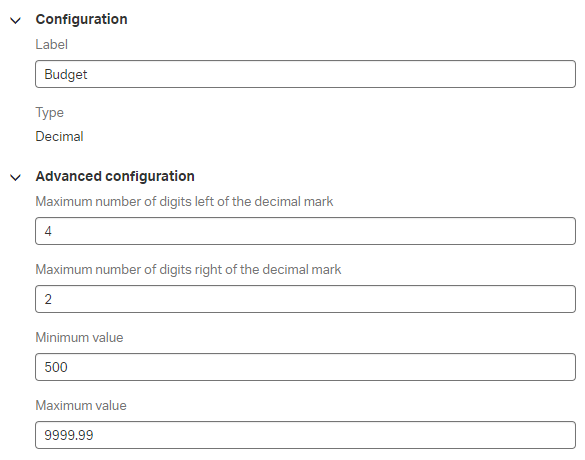 Configuration
Label
Budget
Type
Decimal
Advanced configuration
Maximum number of digits left of the decimal mark
4
Maximum number of digits right of the decimal mark
2
Minimum value
500
Maximum value
9999.99